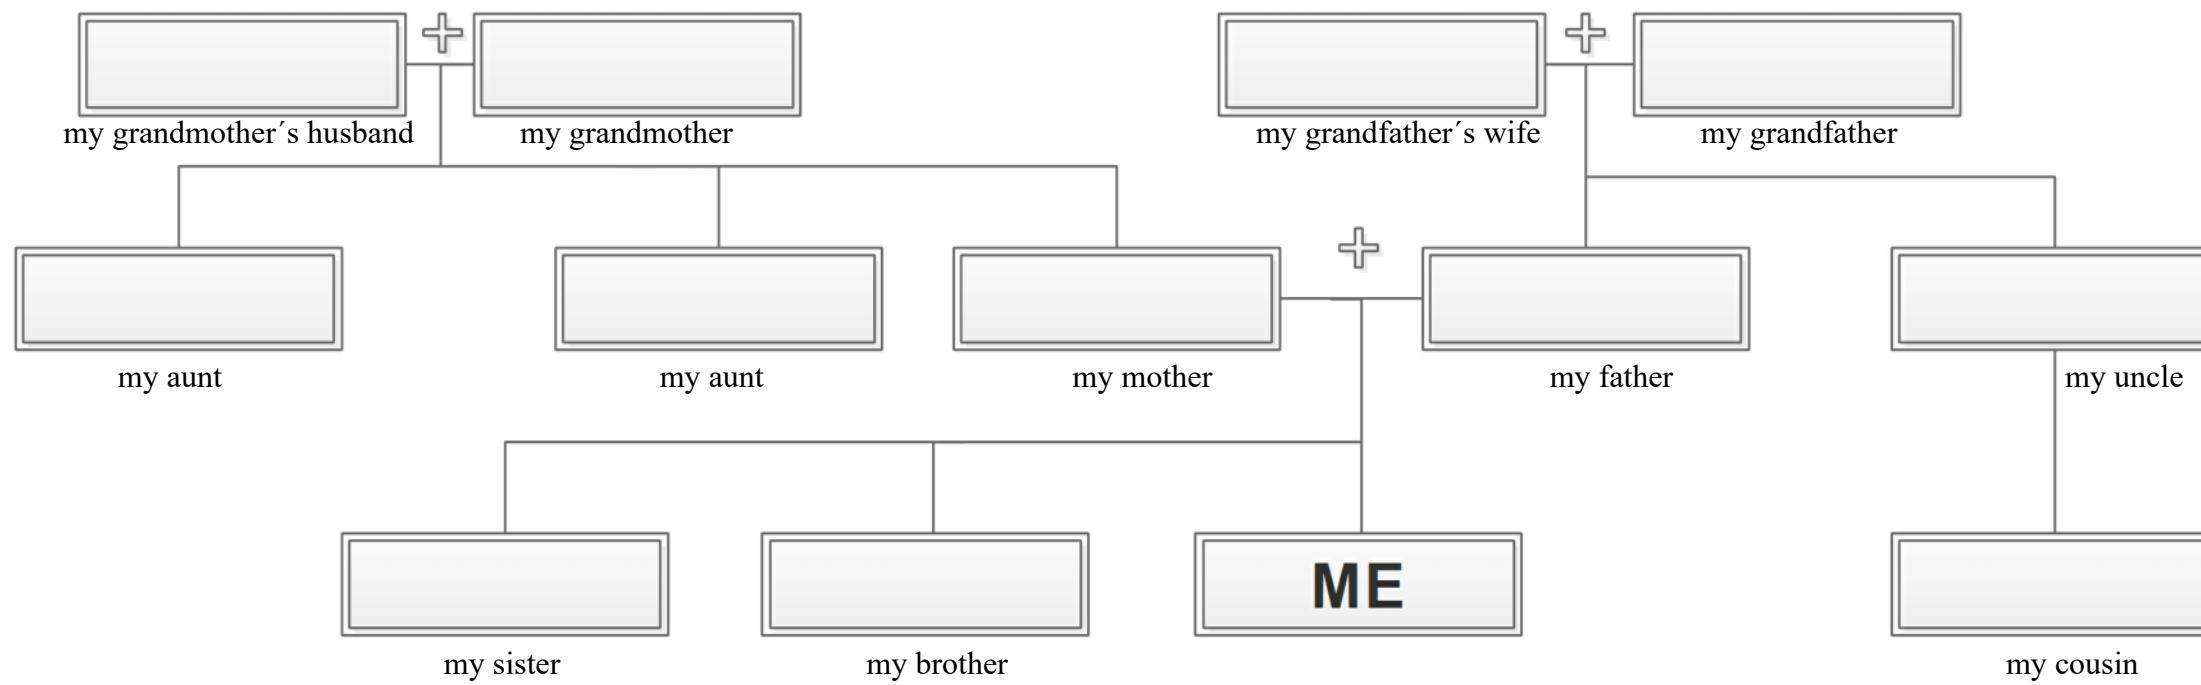 my grandmother´s husband
my grandmother
my grandfather´s wife
my grandfather
my aunt
my aunt
my mother
my father
my uncle
ME
my sister
my brother
my cousin